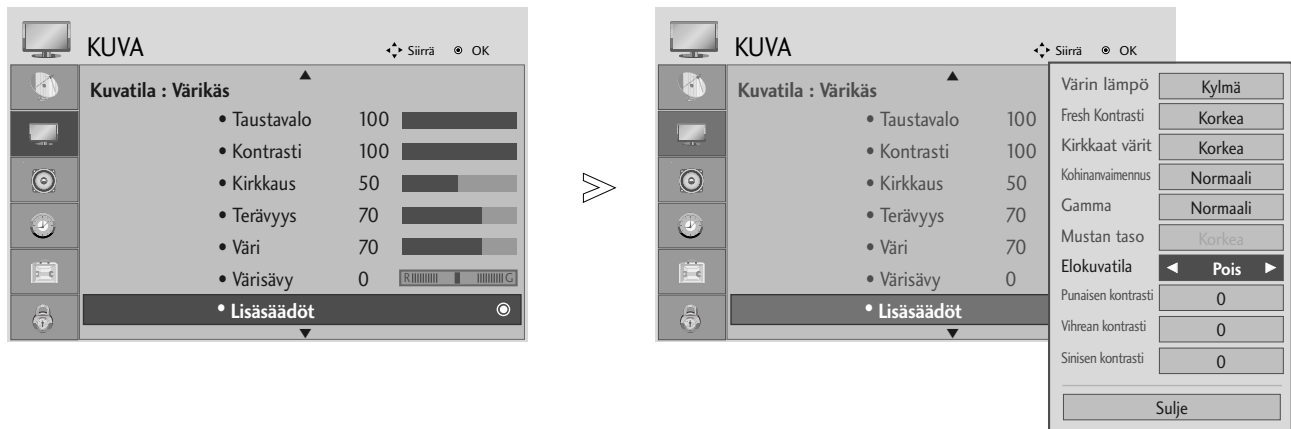 KUVA Siirrä OK
Kuvatila : Värikäs
• Taustavalo 100
• Kontrasti 100
• Kirkkaus 50
• Terävyys 70
• Väri 70
• Värisävy 0 R G
• Lisäsäädöt
KUVA Siirrä OK
Kuvatila : Värikäs
• Taustavalo 100
• Kontrasti 100
• Kirkkaus 50
• Terävyys 70
• Väri 70
• Värisävy 0
• Lisäsäädöt
Värin lämpö Kylmä
Fresh Kontrasti Korkea
Kirkkaat värit Korkea
Kohinanvaimennus Normaali
Gamma Normaali
Mustan taso Korkea
Elokuvatila ◄ Pois ►
Punaisen kontrasti 0
Vihrean kontrasti 0
Sinisen kontrasti 0
Sulje